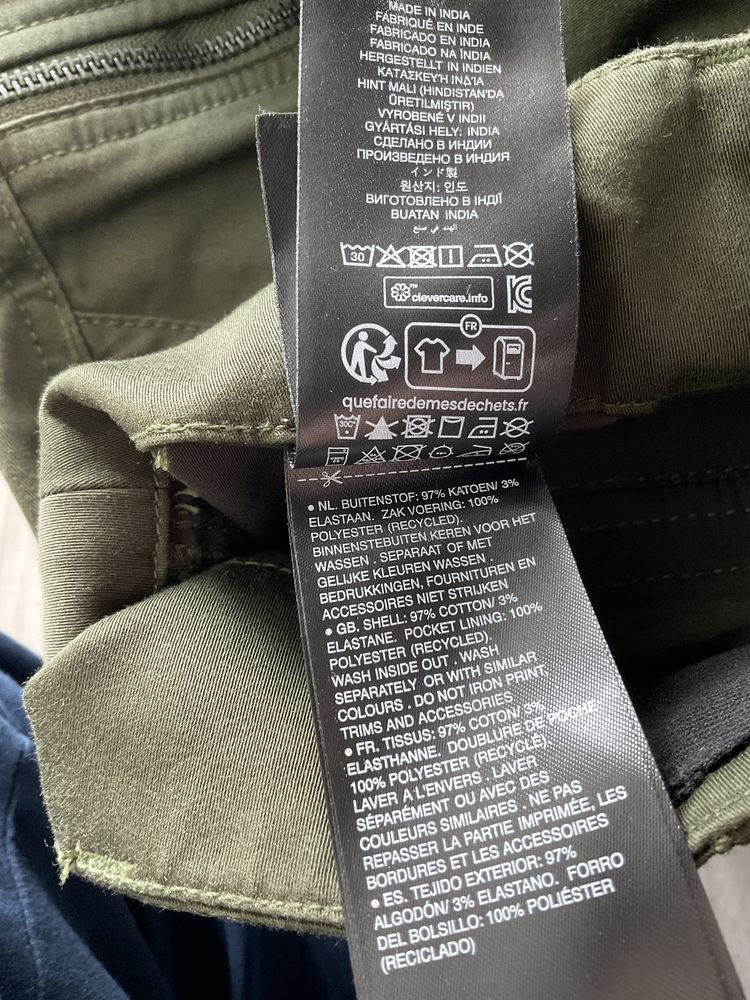 MADE IN INDIA
FABRIQUÉ EN INDE
FABRICADO EN INDIA
FABRICADO NA ÍNDIA
HERGESTELLT IN INDIEN
ΚΑΤΑΣΚΕΥΉ ΙΝΔΊΑ
HINT MALI (HINDISTAN'DA
ÜRETILMIŞTIR)
VYROBENÉ V INDII
GYÁRTÁSI HELY: INDIA
СДЕЛАНО В ИНДИИ
ПРОИЗВЕДЕНО В ИНДИЯ
インド製
원산지: 인도
ВИГОТОВЛЕНО В ІНДІЇ
BUATAN INDIA
الهند في صنع
30
clevercare.info
FR
quefairedemesdechets.fr
30C°
• NL. BUITENSTOF: 97% KATOEN/ 3%
ELASTAAN. ZAK VOERING: 100%
POLYESTER (RECYCLED).
BINNENSTEBUITEN KEREN VOOR HET
WASSEN . SEPARAAT OF MET
GELIJKE KLEUREN WASSEN .
BEDRUKKINGEN, FOURNITUREN EN
ACCESSOIRES NIET STRIJKEN
• GB. SHELL: 97% COTTON/ 3%
ELASTANE. POCKET LINING: 100%
POLYESTER (RECYCLED).
WASH INSIDE OUT . WASH
SEPARATELY OR WITH SIMILAR
COLOURS . DO NOT IRON PRINT,
TRIMS AND ACCESSORIES
• FR. TISSUS: 97% COTON/ 3%
ELASTHANNE. DOUBLURE DE POCHE
100% POLYESTER (RECYCLÉ).
LAVER A L'ENVERS . LAVER
SÉPARÉMENT OU AVEC DES
COULEURS SIMILAIRES . NE PAS
REPASSER LA PARTIE IMPRIMÉE, LES
BORDURES ET LES ACCESSOIRES
• ES. TEJIDO EXTERIOR: 97%
ALGODÓN/ 3% ELASTANO. FORRO
DEL BOLSILLO: 100% POLIÉSTER
(RECICLADO)